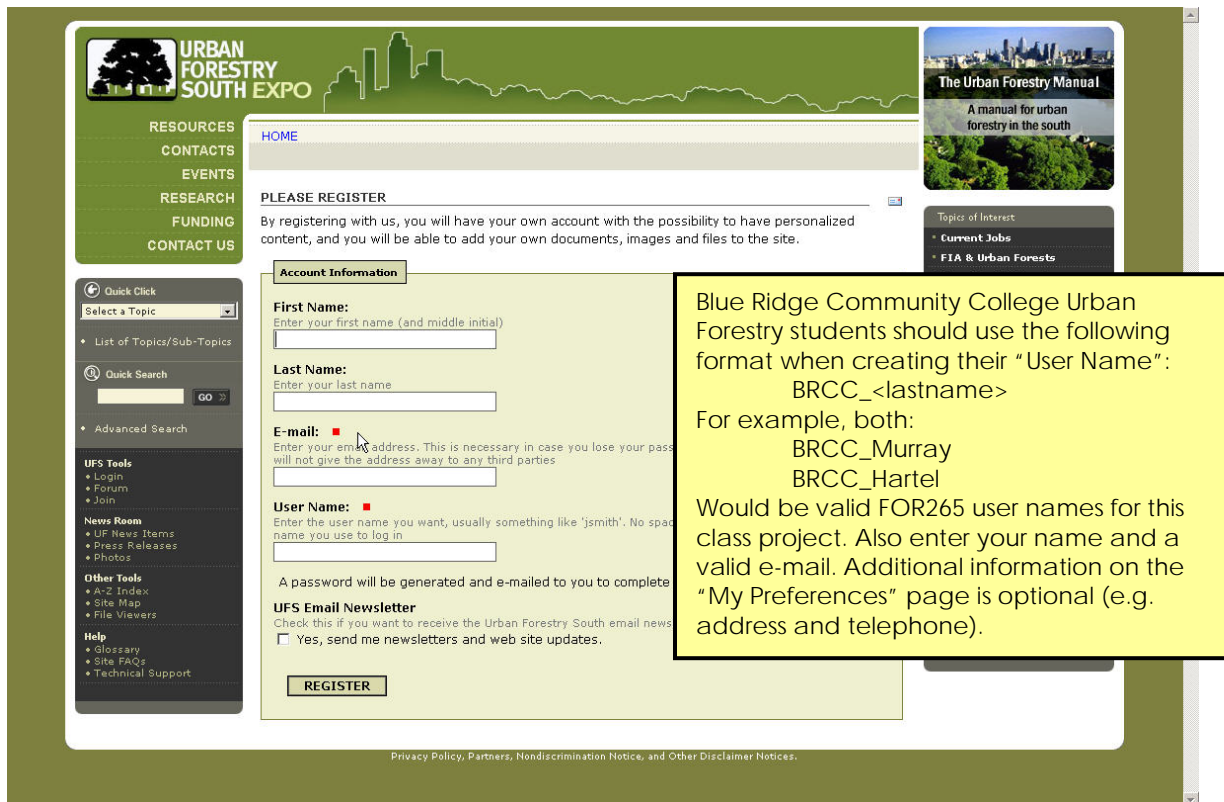 URBAN
FORESTRY
SOUTH EXPO
The Urban Forestry Manual
A manual for urban
forestry in the south
RESOURCES
CONTACTS
EVENTS
RESEARCH
FUNDING
CONTACT US
HOME
PLEASE REGISTER
By registering with us, you will have your own account with the possibility to have personalized
content, and you will be able to add your own documents, images and files to the site.
Topics of Interest
Current Jobs
FIA & Urban Forests
Quick Click
Select a Topic
List of Topics/Sub-Topics
Quick Search
GO »
Advanced Search
UFS Tools
Login
Forum
Join
News Room
UF News Items
Press Releases
Photos
Other Tools
A-Z Index
Site Map
File Viewers
Help
Glossary
Site FAQs
Technical Support
Account Information
First Name:
Enter your first name (and middle initial)
Last Name:
Enter your last name
E-mail:
Enter your email address. This is necessary in case you lose your pass
will not give the address away to any third parties
User Name:
Enter the user name you want, usually something like 'jsmith'. No spac
name you use to log in
A password will be generated and e-mailed to you to complete
UFS Email Newsletter
Check this if you want to receive the Urban Forestry South email news
Yes, send me newsletters and web site updates.
REGISTER
Blue Ridge Community College Urban
Forestry students should use the following
format when creating their “User Name”:
BRCC_<lastname>
For example, both:
BRCC_Murray
BRCC_Hartel
Would be valid FOR265 user names for this
class project. Also enter your name and a
valid e-mail. Additional information on the
“My Preferences” page is optional (e.g.
address and telephone).
Privacy Policy, Partners, Nondiscrimination Notice, and Other Disclaimer Notices.